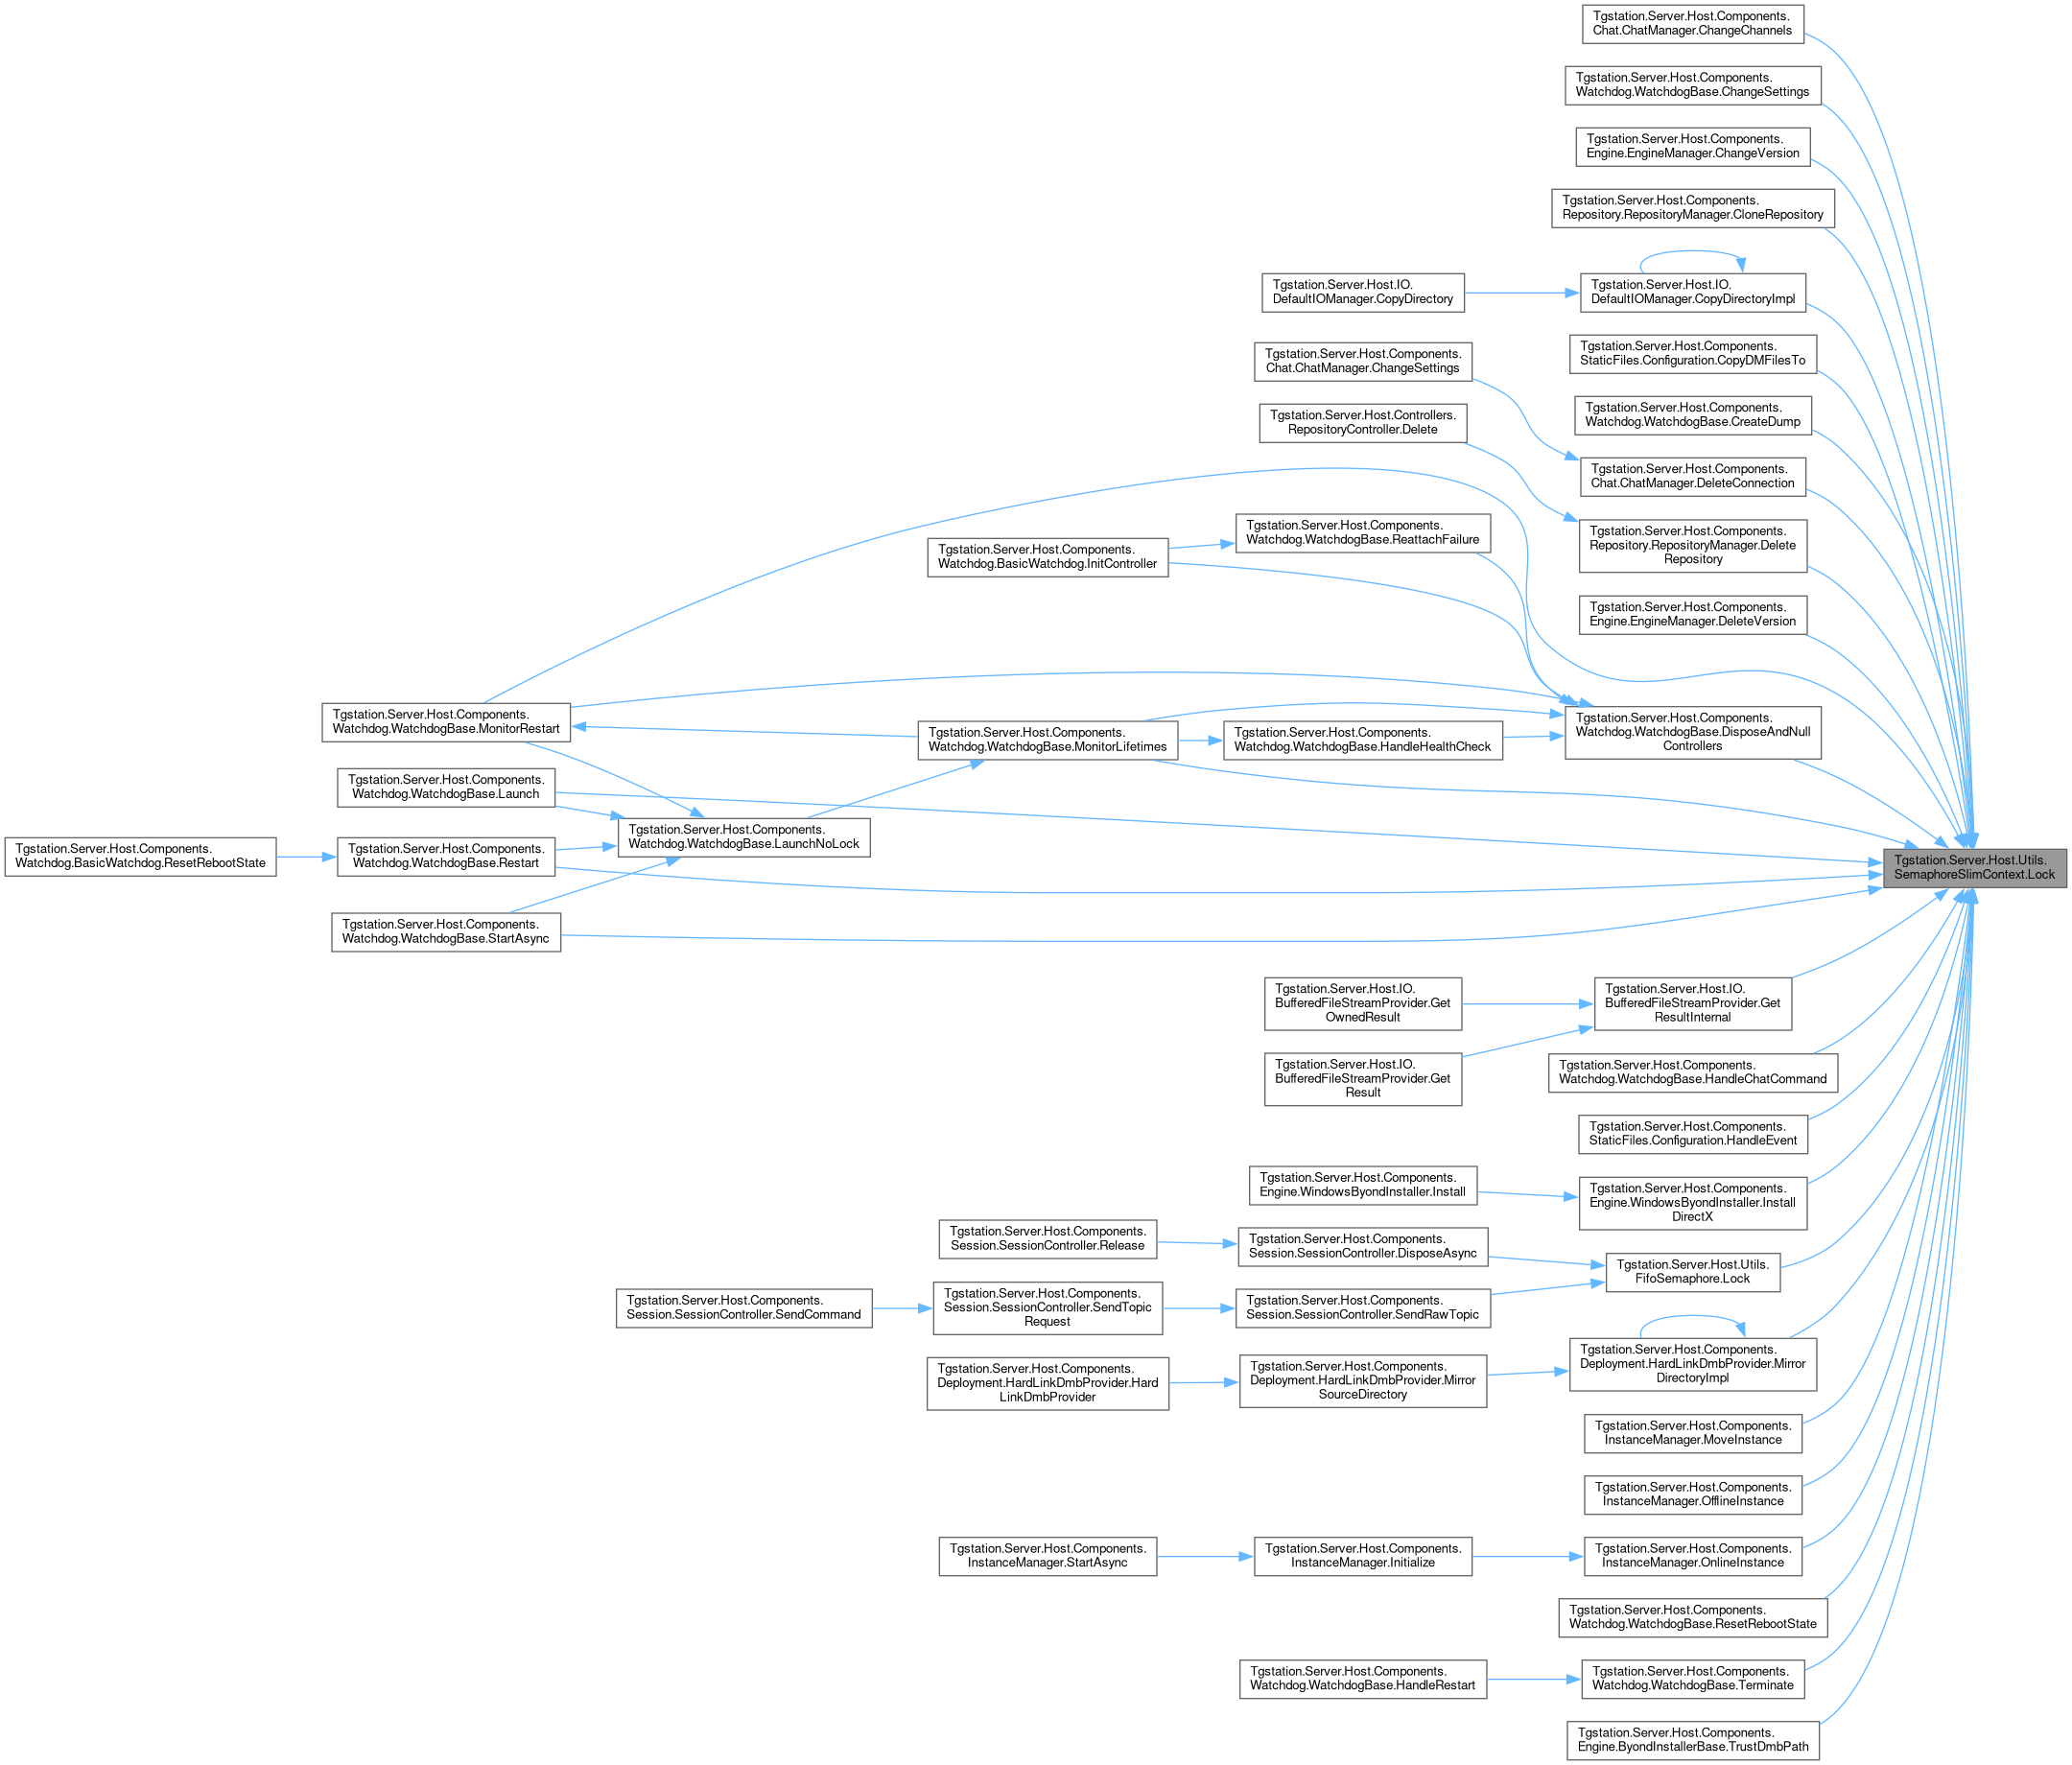 Tgstation.Server.Host.Components.
Chat.ChatManager.ChangeChannels
Tgstation.Server.Host.Components.
Watchdog.WatchdogBase.ChangeSettings
Tgstation.Server.Host.Components.
Engine.EngineManager.ChangeVersion
Tgstation.Server.Host.Components.
Repository.RepositoryManager.CloneRepository
Tgstation.Server.Host.IO.
DefaultIOManager.CopyDirectory
Tgstation.Server.Host.IO.
DefaultIOManager.CopyDirectoryImpl
Tgstation.Server.Host.Components.
StaticFiles.Configuration.CopyDMFilesTo
Tgstation.Server.Host.Components.
Chat.ChatManager.ChangeSettings
Tgstation.Server.Host.Components.
Watchdog.WatchdogBase.CreateDump
Tgstation.Server.Host.Controllers.
RepositoryController.Delete
Tgstation.Server.Host.Components.
Chat.ChatManager.DeleteConnection
Tgstation.Server.Host.Components.
Watchdog.WatchdogBase.ReattachFailure
Tgstation.Server.Host.Components.
Repository.RepositoryManager.Delete
Repository
Tgstation.Server.Host.Components.
Watchdog.BasicWatchdog.InitController
Tgstation.Server.Host.Components.
Engine.EngineManager.DeleteVersion
Tgstation.Server.Host.Components.
Watchdog.WatchdogBase.MonitorRestart
Tgstation.Server.Host.Components.
Watchdog.WatchdogBase.MonitorLifetimes
Tgstation.Server.Host.Components.
Watchdog.WatchdogBase.HandleHealthCheck
Tgstation.Server.Host.Components.
Watchdog.WatchdogBase.DisposeAndNull
Controllers
Tgstation.Server.Host.Components.
Watchdog.WatchdogBase.Launch
Tgstation.Server.Host.Components.
Watchdog.WatchdogBase.LaunchNoLock
Tgstation.Server.Host.Components.
Watchdog.BasicWatchdog.ResetRebootState
Tgstation.Server.Host.Components.
Watchdog.WatchdogBase.Restart
Tgstation.Server.Host.Utils.
SemaphoreSlimContext.Lock
Tgstation.Server.Host.Components.
Watchdog.WatchdogBase.StartAsync
Tgstation.Server.Host.IO.
BufferedFileStreamProvider.Get
OwnedResult
Tgstation.Server.Host.IO.
BufferedFileStreamProvider.Get
ResultInternal
Tgstation.Server.Host.IO.
BufferedFileStreamProvider.Get
Result
Tgstation.Server.Host.Components.
Watchdog.WatchdogBase.HandleChatCommand
Tgstation.Server.Host.Components.
StaticFiles.Configuration.HandleEvent
Tgstation.Server.Host.Components.
Engine.WindowsByondInstaller.Install
Tgstation.Server.Host.Components.
Engine.WindowsByondInstaller.Install
DirectX
Tgstation.Server.Host.Components.
Session.SessionController.Release
Tgstation.Server.Host.Components.
Session.SessionController.DisposeAsync
Tgstation.Server.Host.Utils.
FifoSemaphore.Lock
Tgstation.Server.Host.Components.
Session.SessionController.SendCommand
Tgstation.Server.Host.Components.
Session.SessionController.SendTopic
Request
Tgstation.Server.Host.Components.
Session.SessionController.SendRawTopic
Tgstation.Server.Host.Components.
Deployment.HardLinkDmbProvider.Hard
LinkDmbProvider
Tgstation.Server.Host.Components.
Deployment.HardLinkDmbProvider.Mirror
SourceDirectory
Tgstation.Server.Host.Components.
Deployment.HardLinkDmbProvider.Mirror
DirectoryImpl
Tgstation.Server.Host.Components.
InstanceManager.MoveInstance
Tgstation.Server.Host.Components.
InstanceManager.OfflineInstance
Tgstation.Server.Host.Components.
InstanceManager.StartAsync
Tgstation.Server.Host.Components.
InstanceManager.Initialize
Tgstation.Server.Host.Components.
InstanceManager.OnlineInstance
Tgstation.Server.Host.Components.
Watchdog.WatchdogBase.ResetRebootState
Tgstation.Server.Host.Components.
Watchdog.WatchdogBase.HandleRestart
Tgstation.Server.Host.Components.
Watchdog.WatchdogBase.Terminate
Tgstation.Server.Host.Components.
Engine.ByondInstallerBase.TrustDmbPath